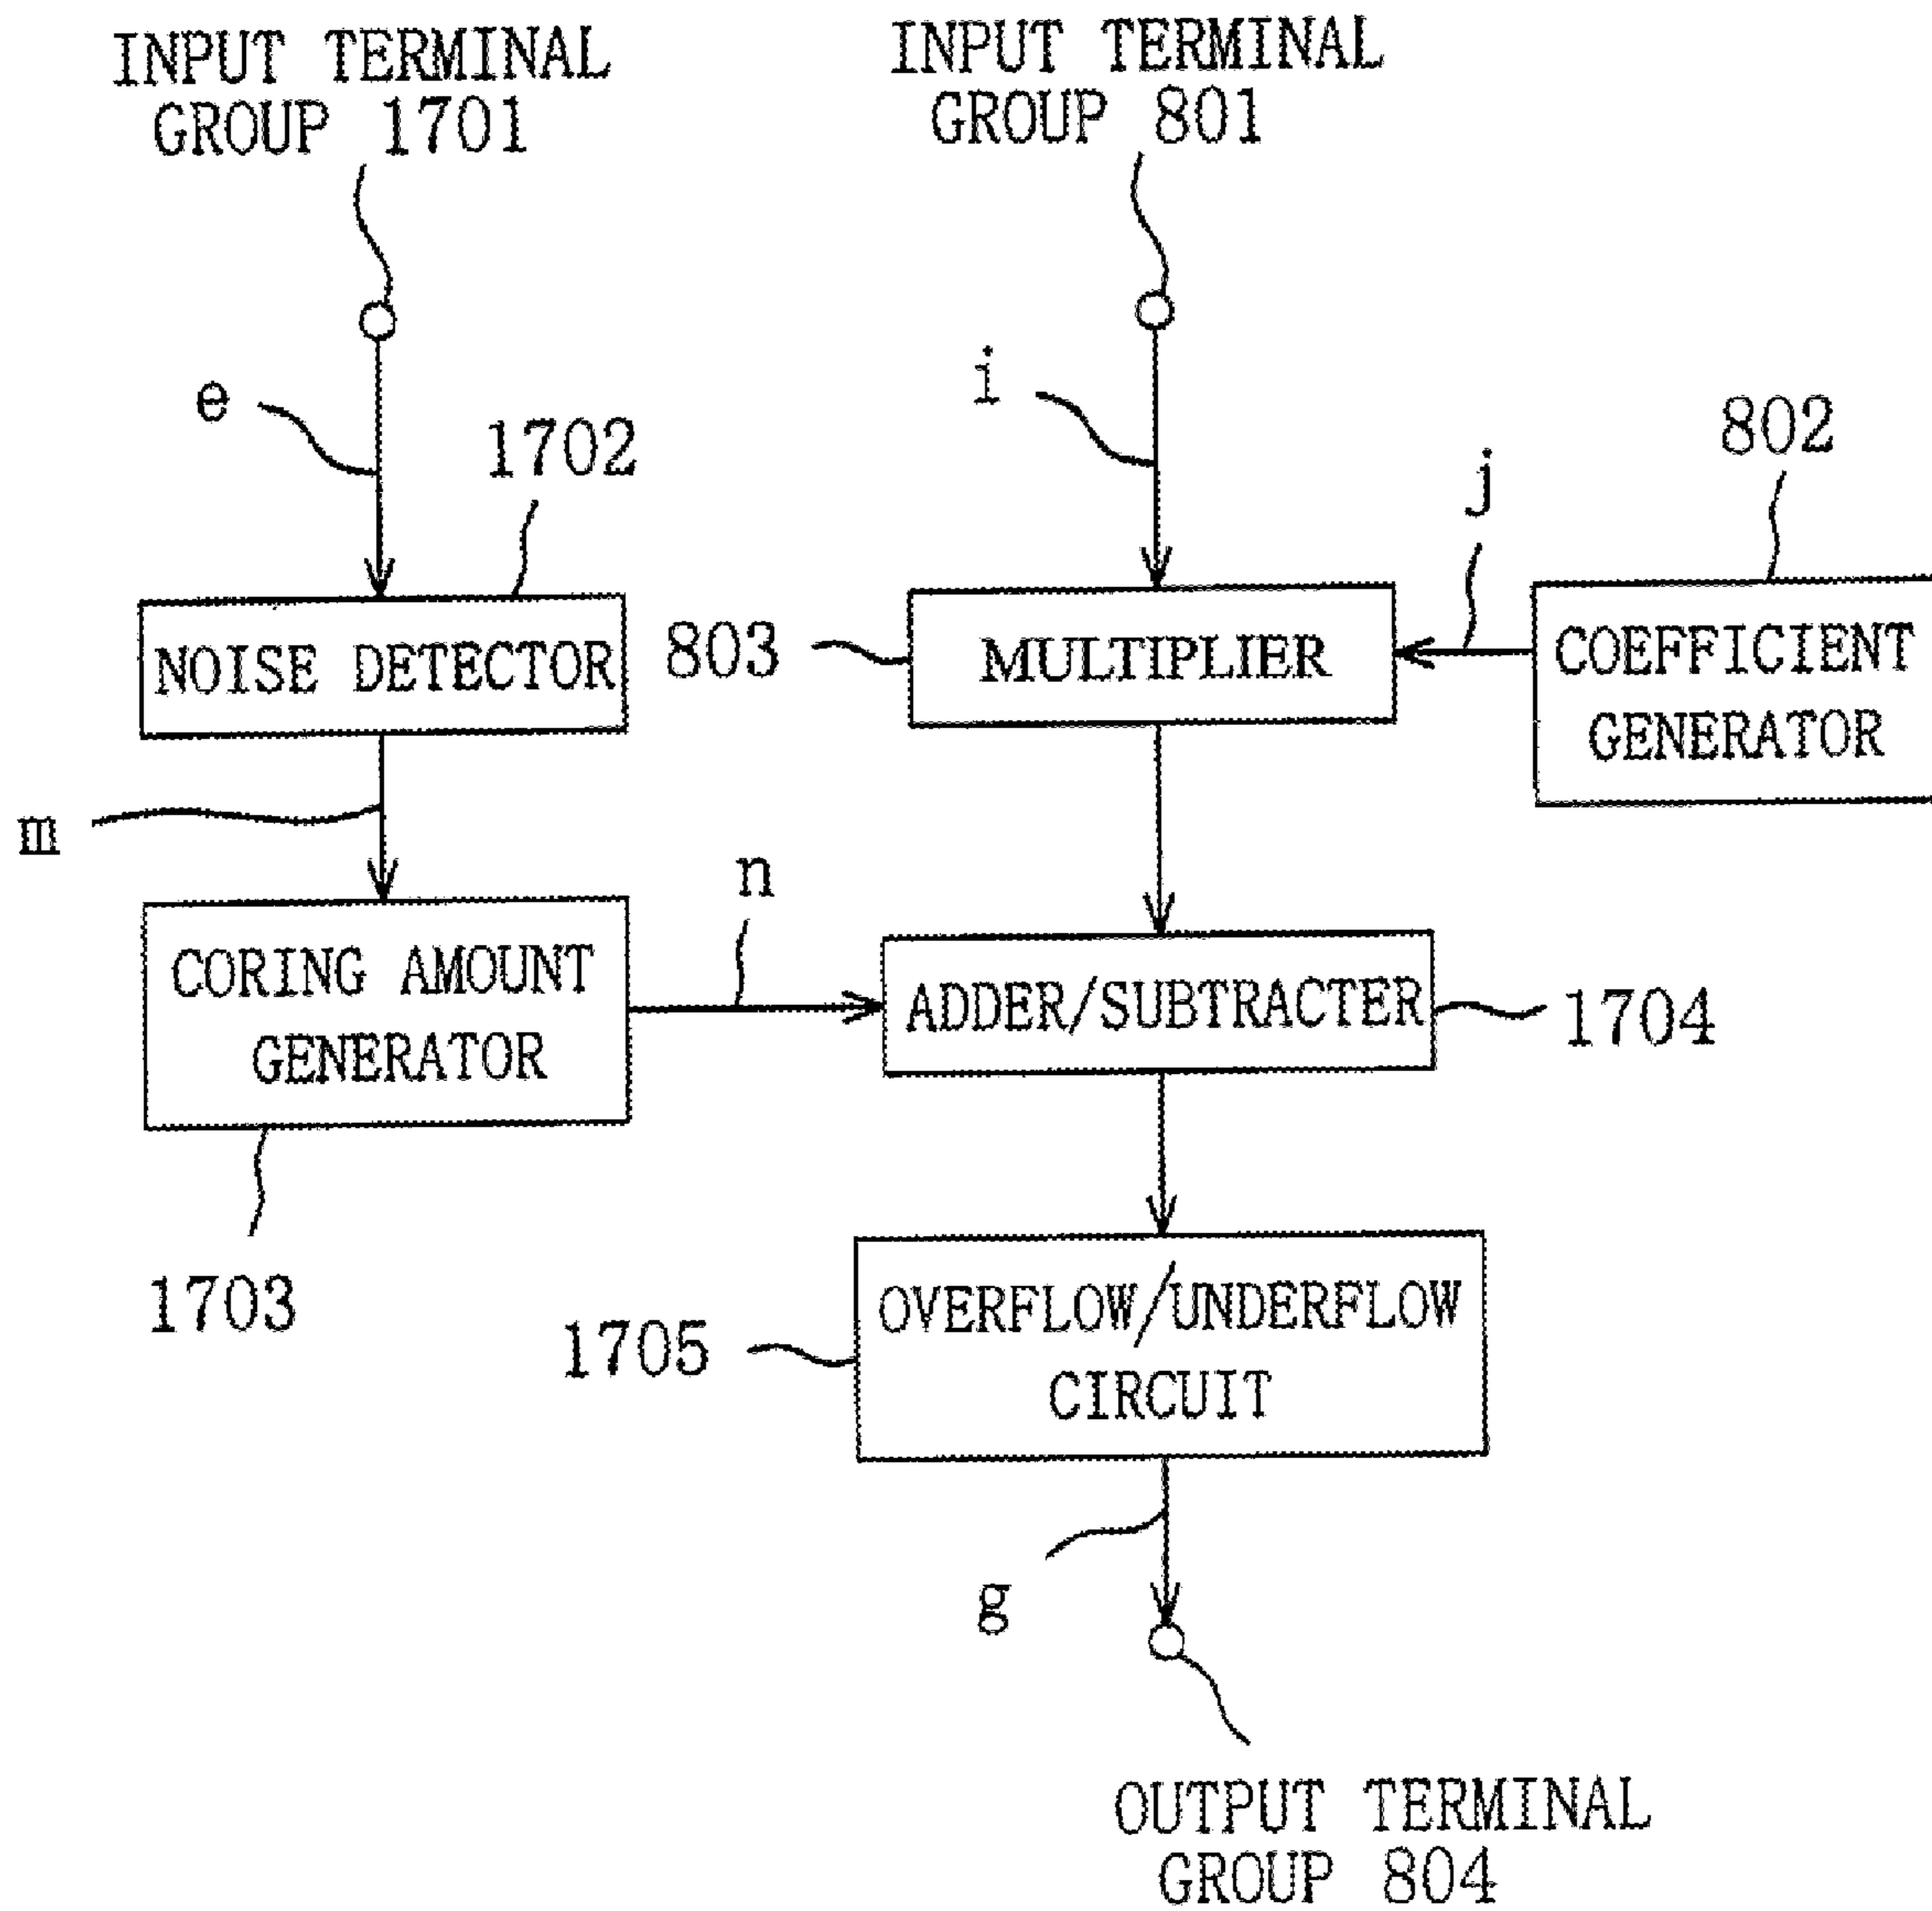 INPUT TERMINAL
GROUP 1701
INPUT TERMINAL
GROUP 801
e
i
1702
802
j
NOISE DETECTOR
803
MULTIPLIER
COEFFICIENT
GENERATOR
m
n
CORING AMOUNT
GENERATOR
ADDER/SUBTRACTER
1704
1703
OVERFLOW/UNDERFLOW
CIRCUIT
1705
g
OUTPUT TERMINAL
GROUP 804